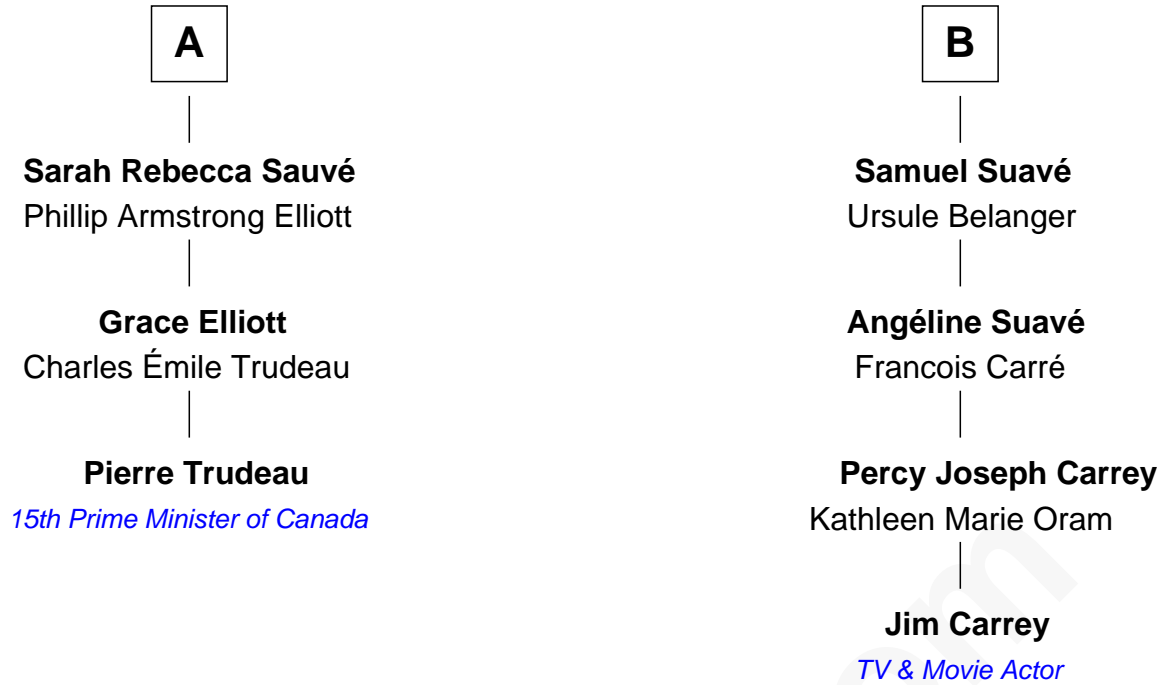 A
Sarah Rebecca Sauvé
Phillip Armstrong Elliott
Grace Elliott
Charles Émile Trudeau
Pierre Trudeau
15th Prime Minister of Canada
B
Samuel Suavé
Ursule Belanger
Angéline Suavé
Francois Carré
Percy Joseph Carrey
Kathleen Marie Oram
Jim Carrey
TV & Movie Actor